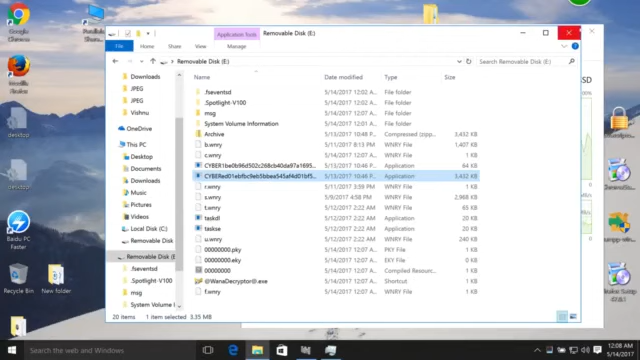 Application Tools
Removable Disk (E:)
File
Home
Share
View
Manage
Removable Disk (E:)
Search Removable Disk (E:)
Name
Date modified
Type
Size
.fseventsd
5/14/2017 12:02 A...
File folder
.Spotlight-V100
5/14/2017 12:02 A...
File folder
msg
5/14/2017 12:02 A...
File folder
System Volume Information
5/14/2017 12:01 A...
File folder
Archive
5/13/2017 10:48 P...
Compressed (zipp...
3,432 KB
b.wnry
5/11/2017 8:13 PM
WNRY File
1,407 KB
c.wnry
5/14/2017 12:03 A...
WNRY File
1 KB
5/13/2017 10:46 P...
Application
84 KB
5/13/2017 10:46 P...
Application
3,432 KB
r.wnry
5/11/2017 3:59 PM
WNRY File
1 KB
s.wnry
5/9/2017 4:58 PM
WNRY File
2,968 KB
t.wnry
5/12/2017 2:22 AM
WNRY File
65 KB
taskdl
5/12/2017 2:22 AM
Application
20 KB
taskse
5/12/2017 2:22 AM
Application
20 KB
u.wnry
5/12/2017 2:22 AM
WNRY File
240 KB
00000000.pky
5/14/2017 12:02 A...
PKY File
1 KB
00000000.eky
5/14/2017 12:02 A...
EKY File
0 KB
00000000
5/14/2017 12:02 A...
Compiled Resourc...
1 KB
@WanaDecryptor@.exe
5/14/2017 12:02 A...
Shortcut
1 KB
f.wnry
5/14/2017 12:02 A...
WNRY File
1 KB
Downloads
JPEG
JPEG
Vishnu
OneDrive
This PC
Desktop
Documents
Downloads
Music
Pictures
Videos
Local Disk (C:)
Removable Disk
Removable Disk (E:)
.fseventsd
.Spotlight-V100
msg
System Volume I
20 items
1 item selected
3.35 MB
Google
Chrome
Parallels
Share...
Mozilla
Firefox
desktop
desktop
Baidu PC
Faster
Recycle Bin
New folder
SSD
Search the web and Windows
12:08 AM
5/14/2017